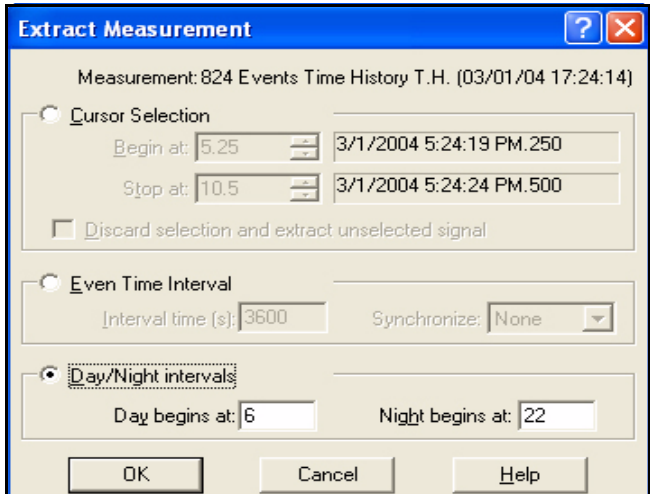 Extract Measurement
Measurement: 824 Events Time History T.H. (03/01/04 17:24:14)
Cursor Selection
Begin at: 5.25 3/1/2004 5:24:19 PM.250
Stop at: 10.5 3/1/2004 5:24:24 PM.500
Discard selection and extract unselected signal
Even Time Interval
Interval time (s): 3600 Synchronize: None
Day/Night intervals
Day begins at: 6 Night begins at: 22
OK Cancel Help